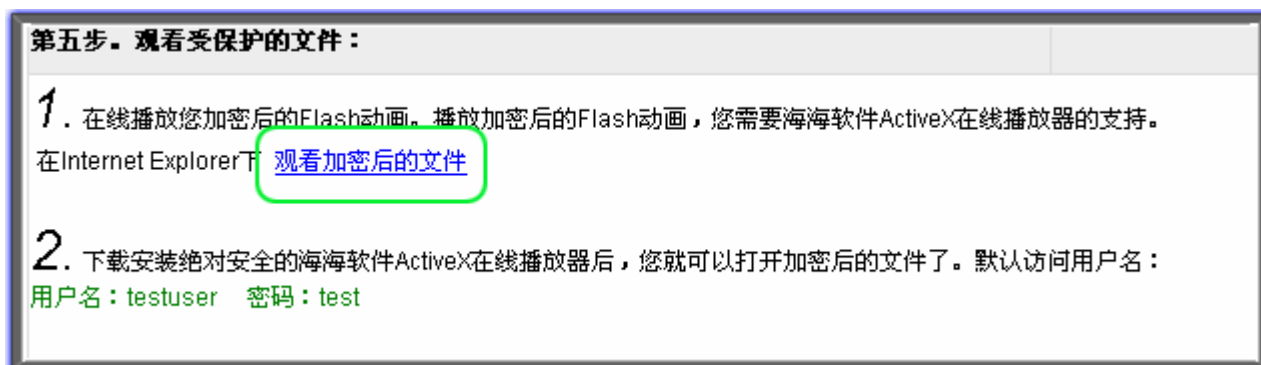 第五步。观看受保护的文件：
1. 在线播放您加密后的Flash动画。播放加密后的Flash动画，您需要海海软件ActiveX在线播放器的支持。
在Internet Explorer下 观看加密后的文件
2. 下载安装绝对安全的海海软件ActiveX在线播放器后，您就可以打开加密后的文件了。默认访问用户名：
用户名：testuser 密码：test